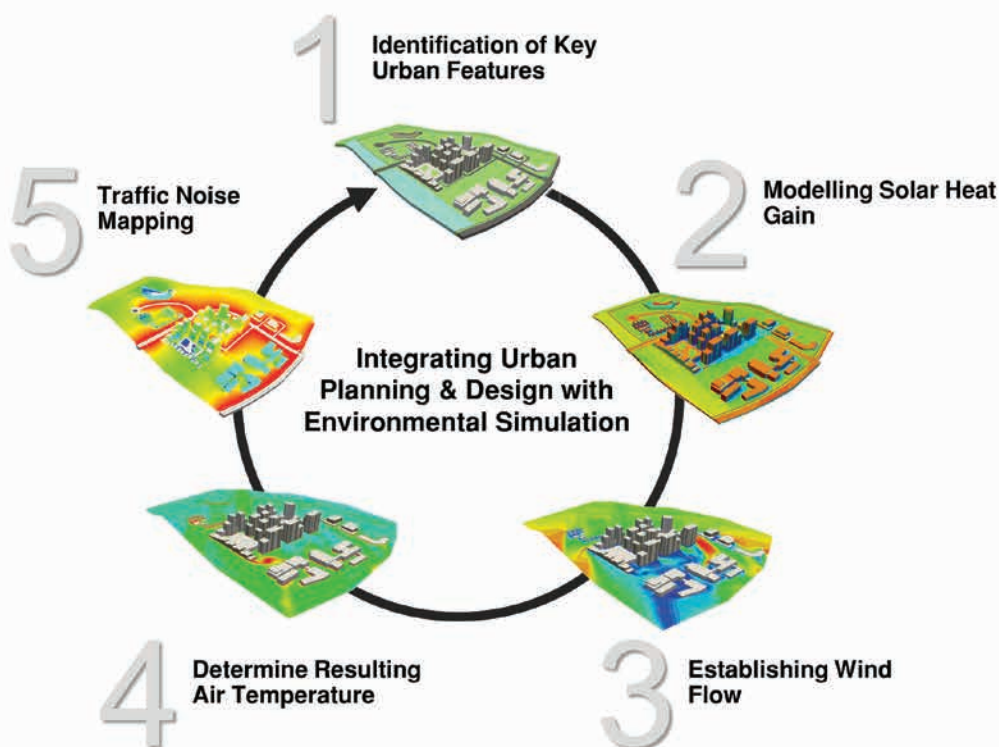 1
Identification of Key
Urban Features
2
Modelling Solar Heat
Gain
3
Establishing Wind
Flow
4
Determine Resulting
Air Temperature
5
Traffic Noise
Mapping
Integrating Urban
Planning & Design with
Environmental Simulation